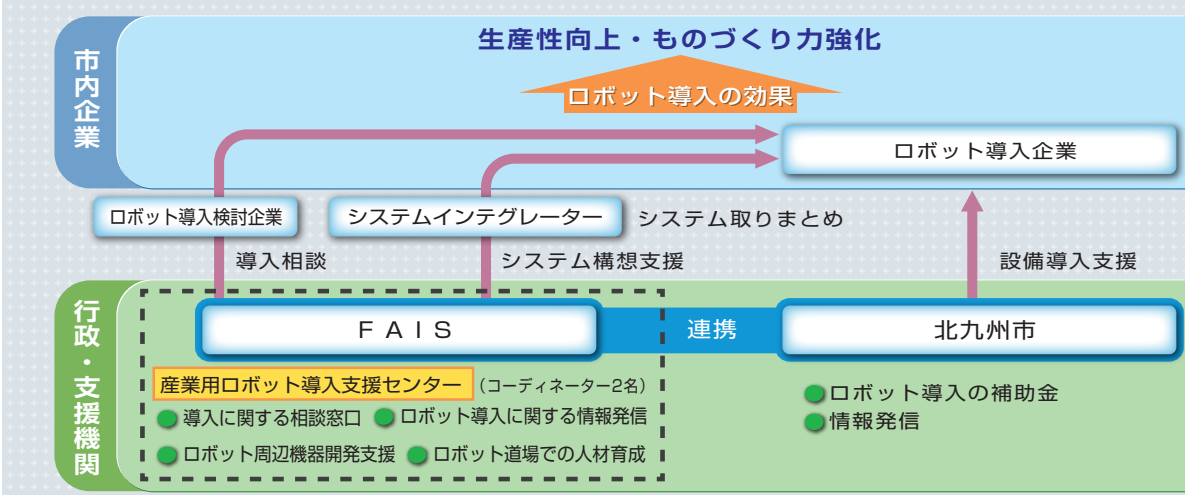 市内企業
生産性向上・ものづくり力強化
ロボット導入の効果
ロボット導入企業
ロボット導入検討企業
システムインテグレーター
システム取りまとめ
導入相談
システム構想支援
設備導入支援
行政・支援機関
FAIS
連携
北九州市
産業用ロボット導入支援センター (コーディネーター2名)
導入に関する相談窓口
ロボット導入に関する情報発信
ロボット周辺機器開発支援
ロボット道場での人材育成
ロボット導入の補助金
情報発信